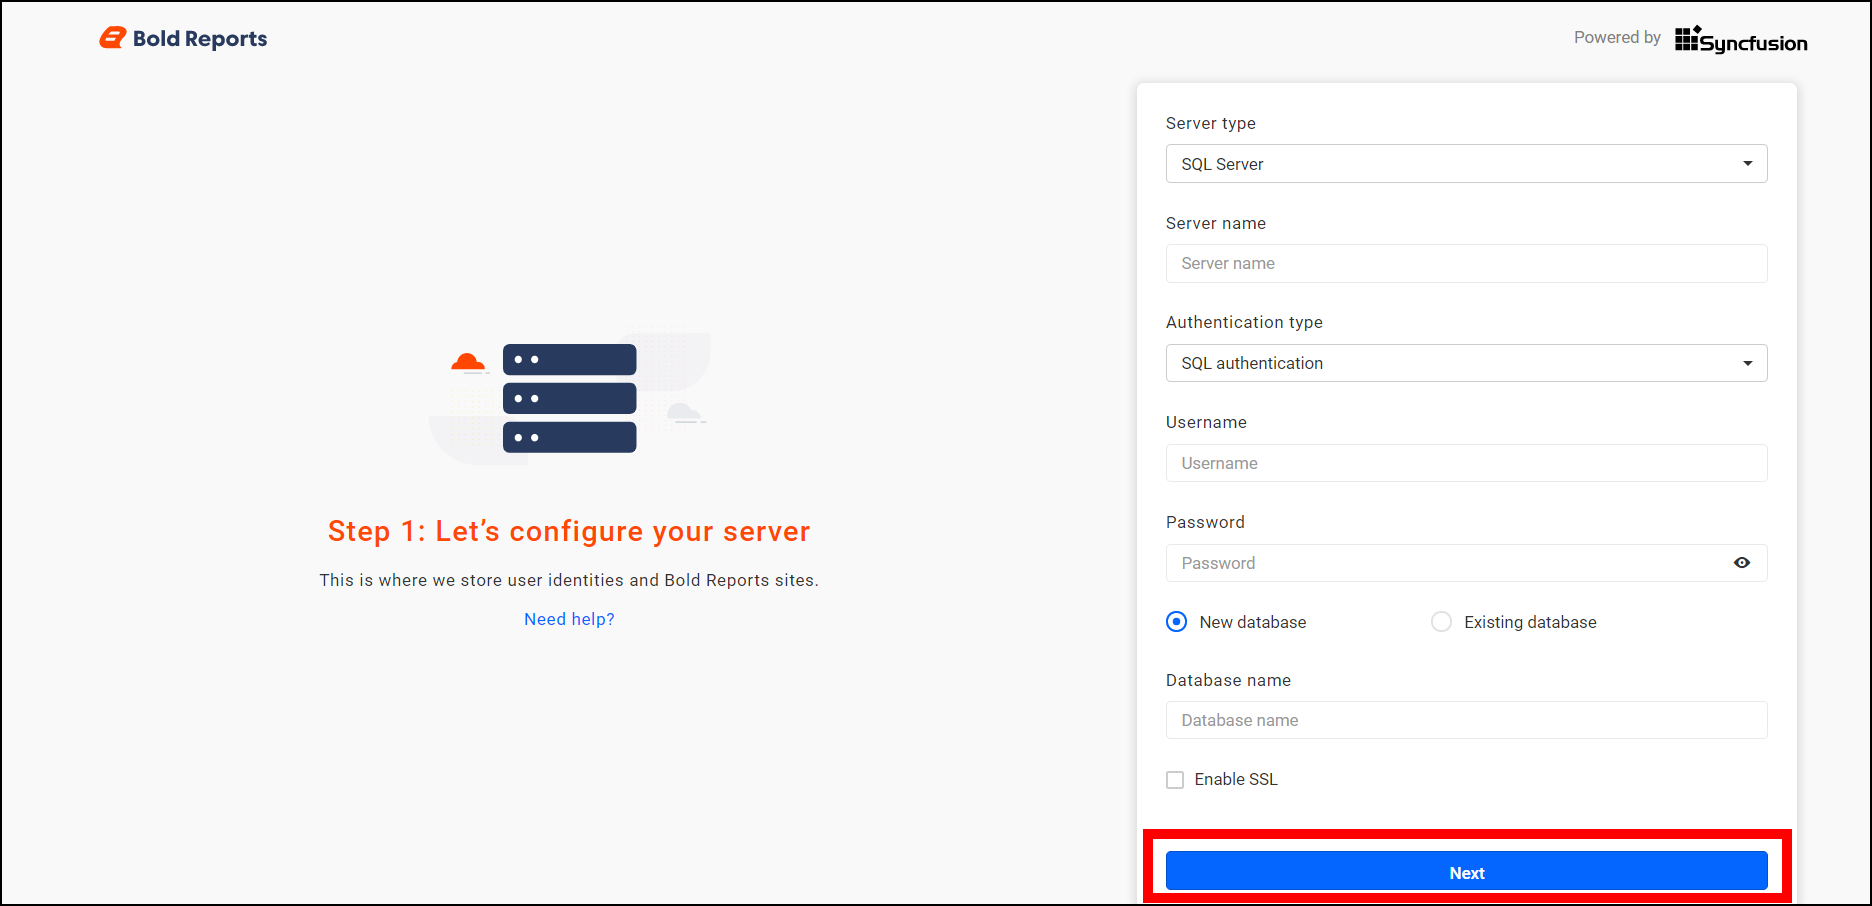 Bold Reports
Powered by Syncfusion
Step 1: Let’s configure your server
This is where we store user identities and Bold Reports sites.
Need help?
Server type
SQL Server
Server name
Server name
Authentication type
SQL authentication
Username
Username
Password
Password
New database Existing database
Database name
Database name
Enable SSL
Next